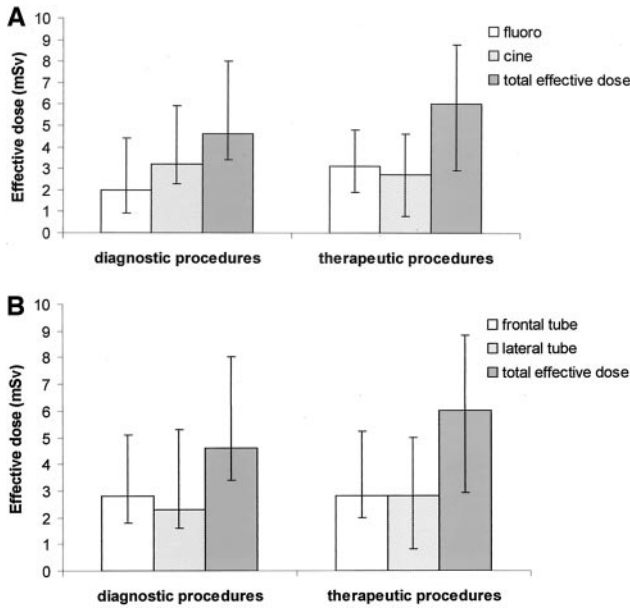 A
Effective dose (mSv)
10
9
8
7
6
5
4
3
2
1
0
fluoro
cine
total effective dose
diagnostic procedures
therapeutic procedures
B
Effective dose (mSv)
10
9
8
7
6
5
4
3
2
1
0
frontal tube
lateral tube
total effective dose
diagnostic procedures
therapeutic procedures